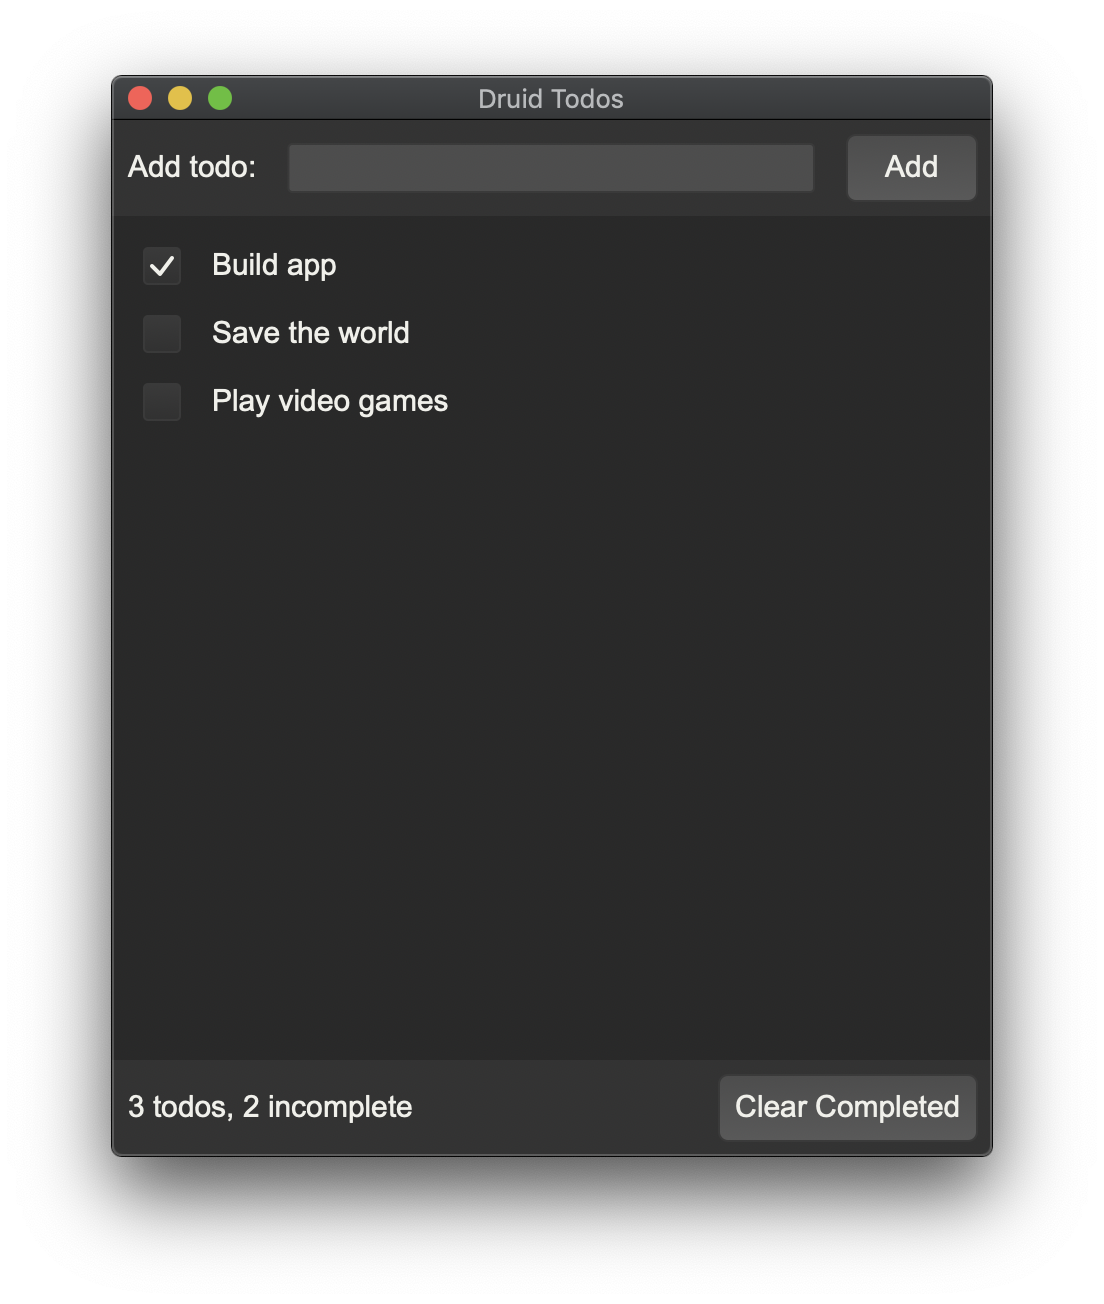 Druid Todos
Add todo:
Add
Build app
Save the world
Play video games
3 todos, 2 incomplete
Clear Completed